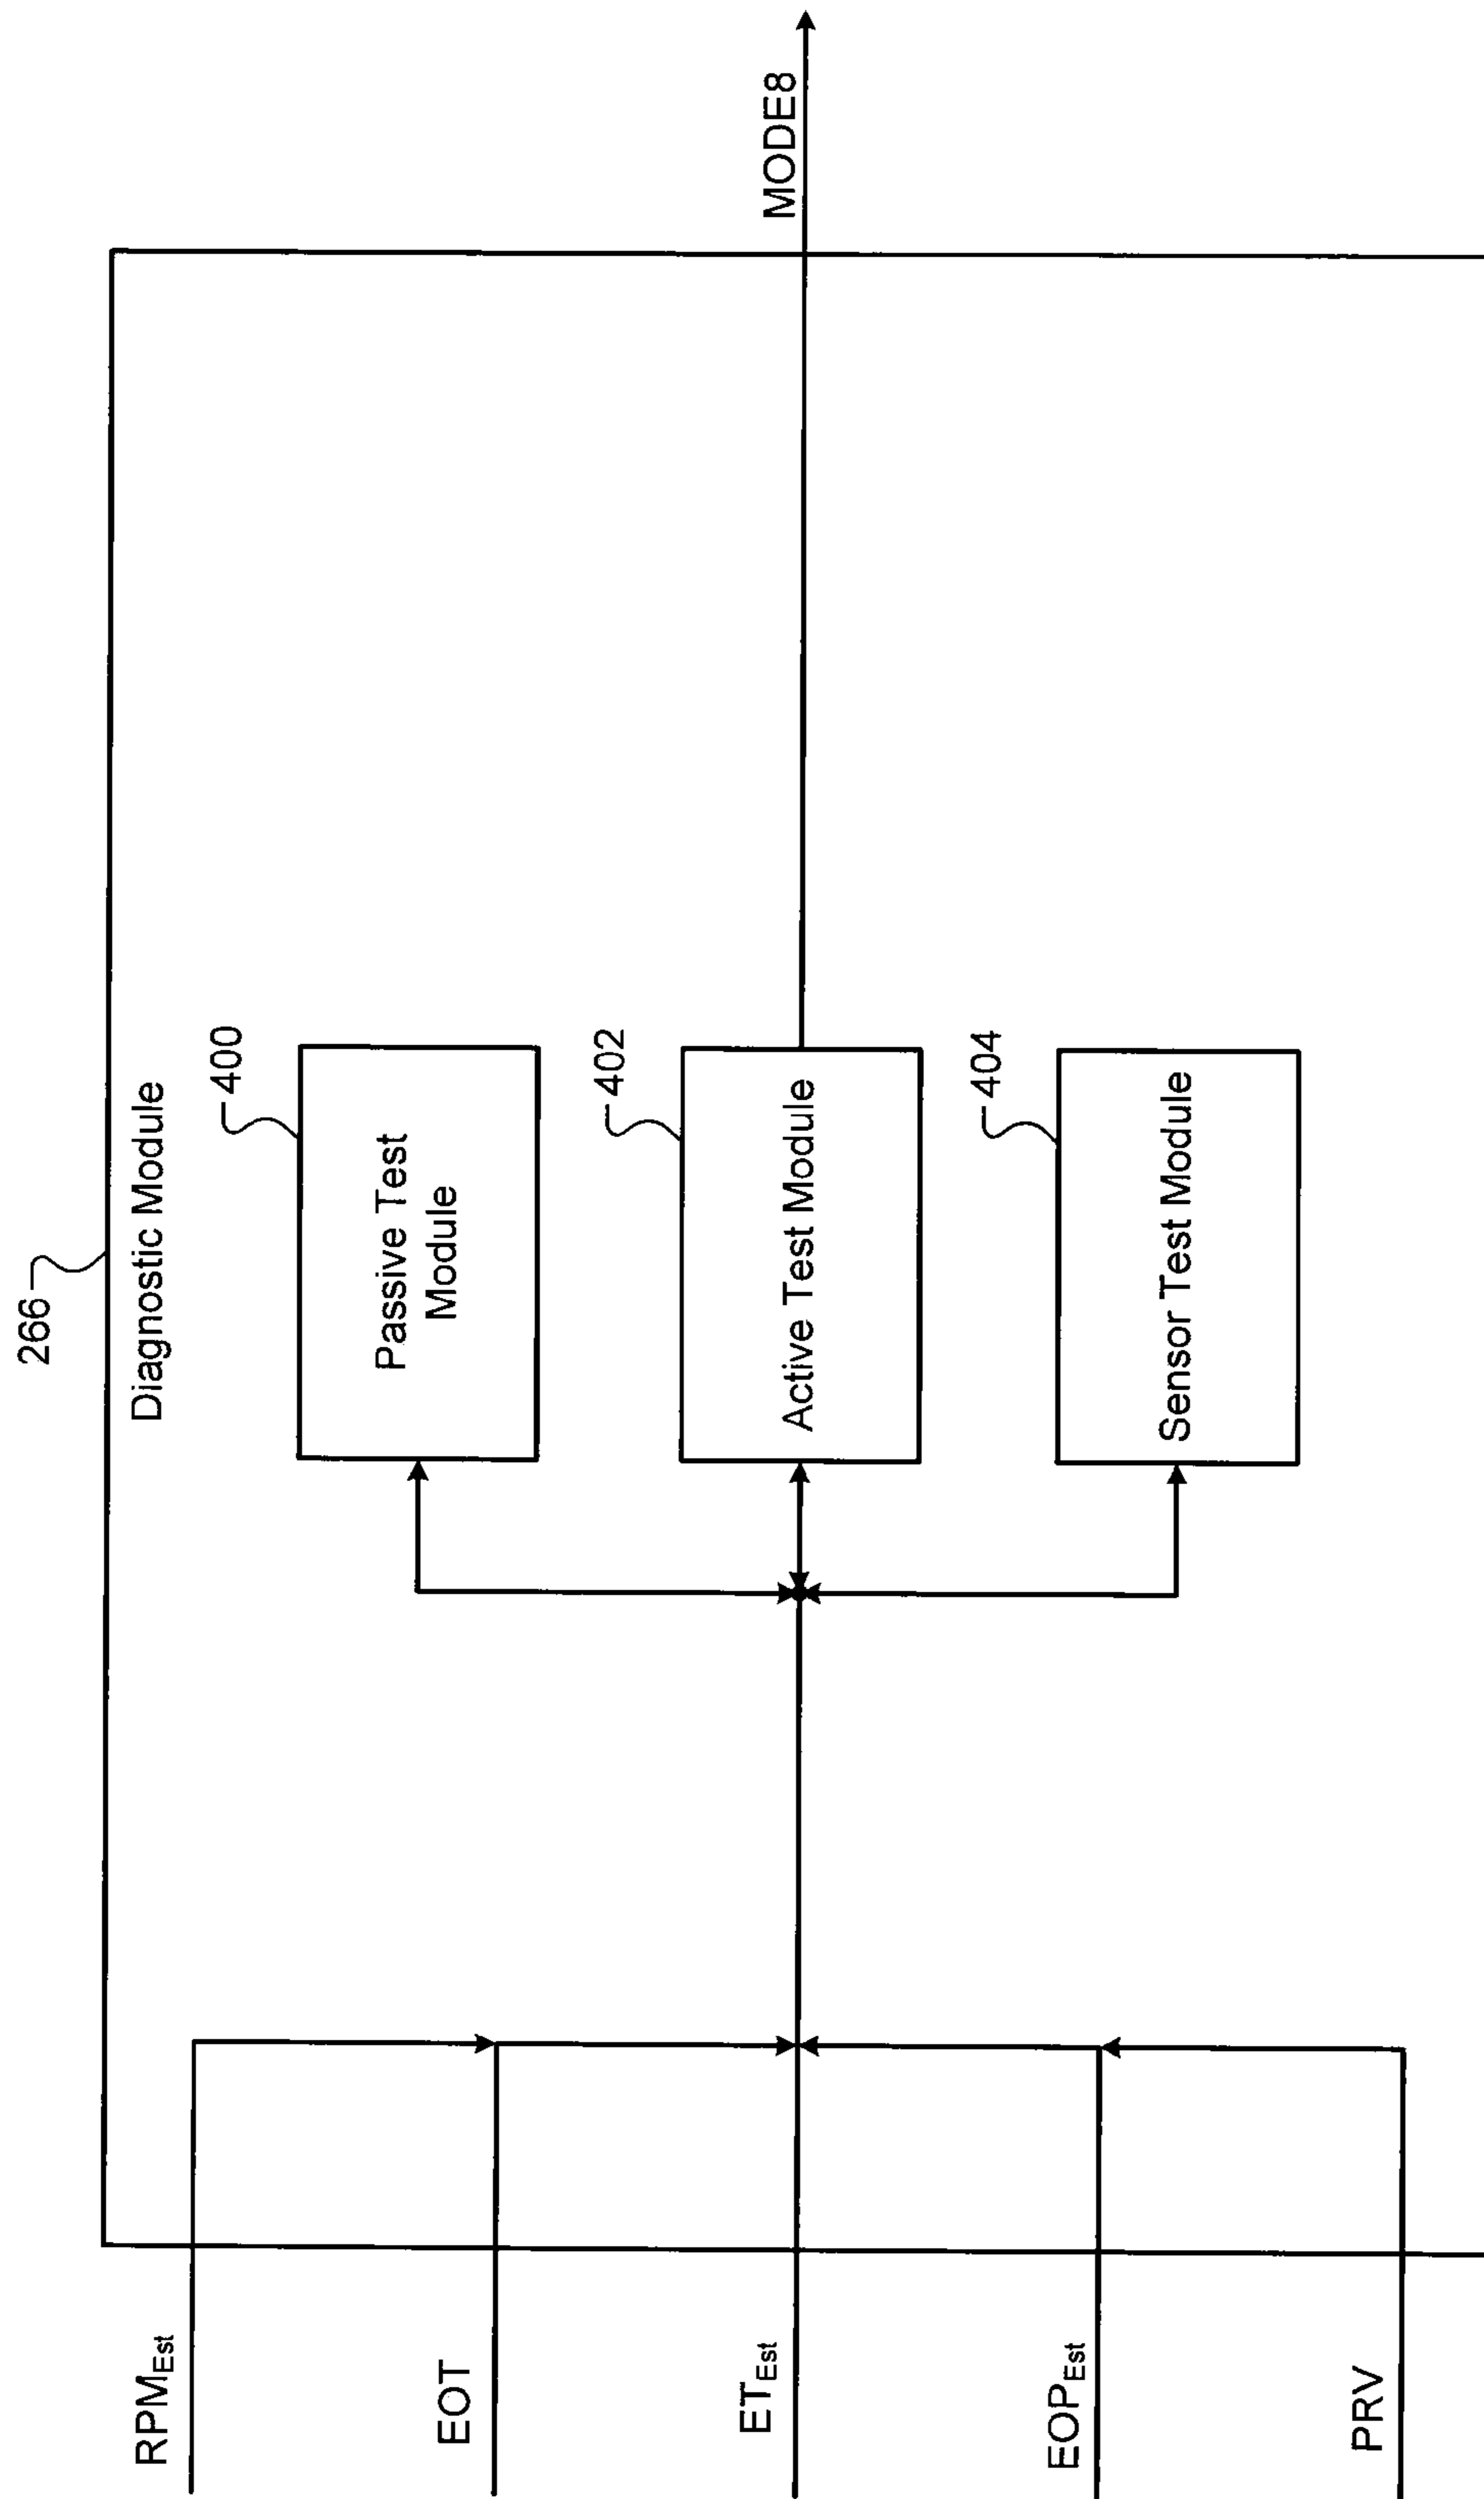 266
Diagnostic Module
400
Passive Test
Module
402
Active Test Module
404
Sensor Test Module
RPMEst
EOT
ETEst
EOPEst
PRV
MODE8